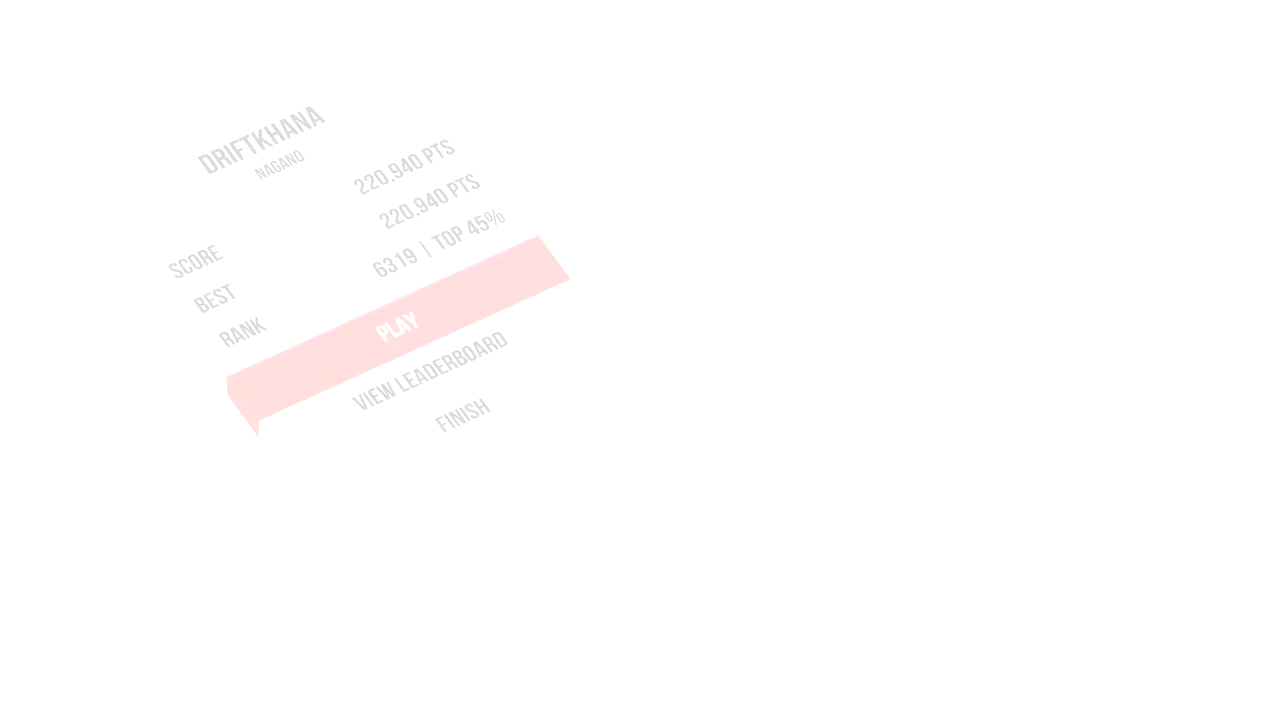 DRIFTKHANA
NAGANO
SCORE 220.940 PTS
BEST 220.940 PTS
RANK 6319 | TOP 45%
PLAY
VIEW LEADERBOARD
FINISH